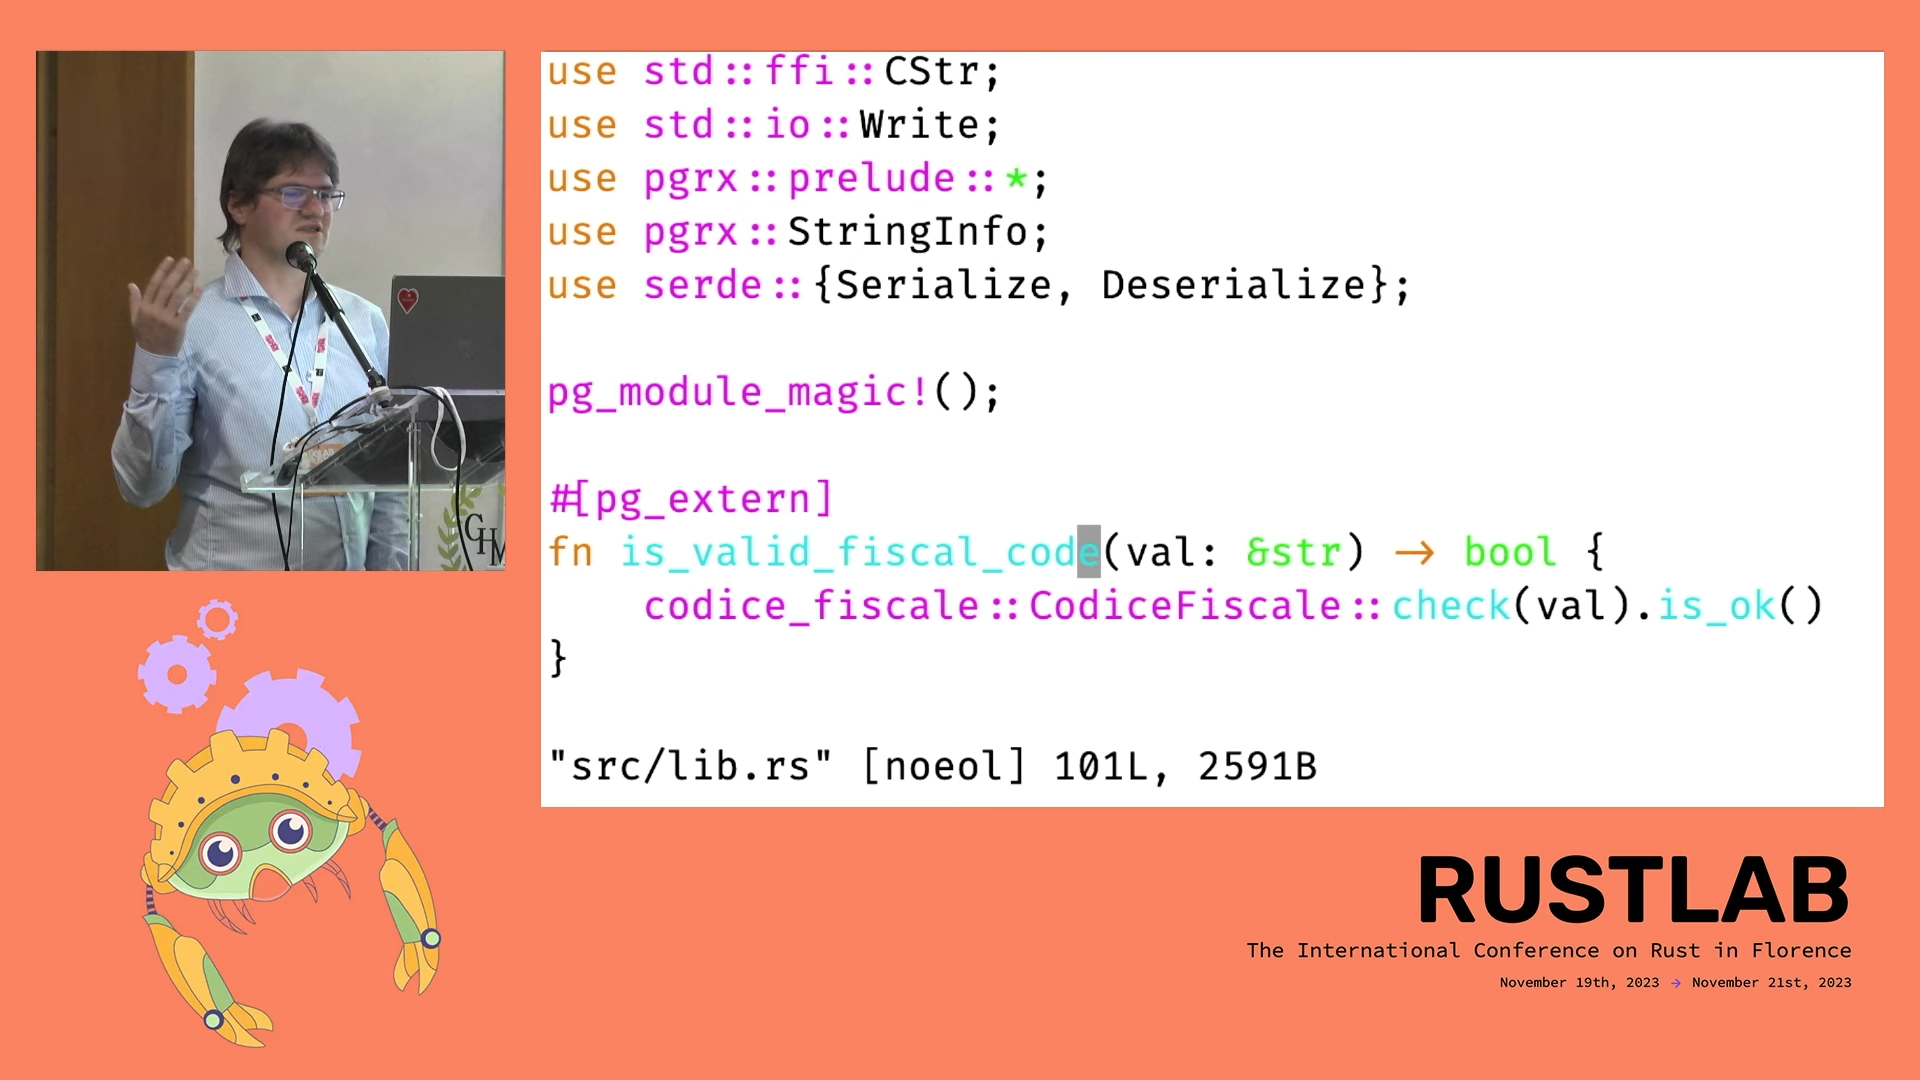 use std::ffi::CStr;
use std::io::Write;
use pgrx::prelude::*;
use pgrx::StringInfo;
use serde::{Serialize, Deserialize};
pg_module_magic!();
#[pg_extern]
fn is_valid_fiscal_code(val: &str) -> bool {
    codice_fiscale::CodiceFiscale::check(val).is_ok()
}
"src/lib.rs" [noeol] 101L, 2591B
RUSTLAB
The International Conference on Rust in Florence
November 19th, 2023 → November 21st, 2023